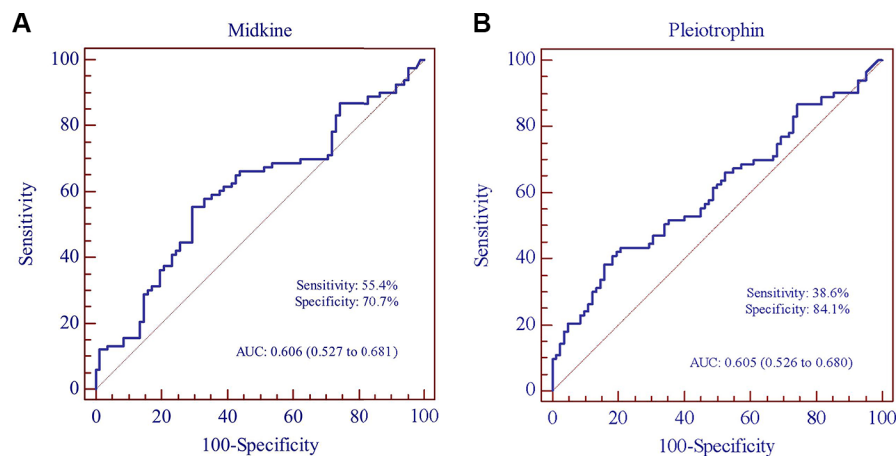 A
Midkine
100
80
60
40
20
0
Sensitivity
Sensitivity: 55.4%
Specificity: 70.7%
AUC: 0.606 (0.527 to 0.681)
0 20 40 60 80 100
100-Specificity
B
Pleiotrophin
100
80
60
40
20
0
Sensitivity
Sensitivity: 38.6%
Specificity: 84.1%
AUC: 0.605 (0.526 to 0.680)
0 20 40 60 80 100
100-Specificity